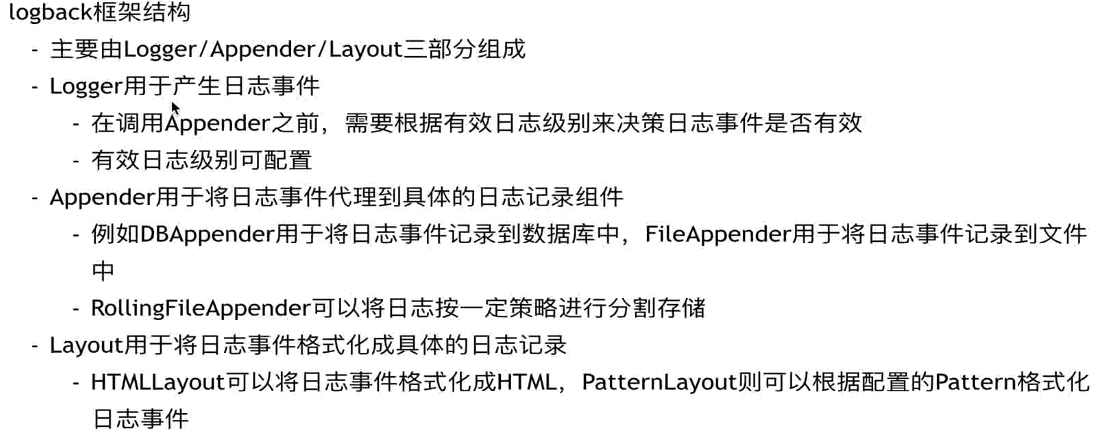 logback框架结构
- 主要由Logger/Appender/Layout三部分组成
- Logger用于产生日志事件
- 在调用Appender之前，需要根据有效日志级别来决策日志事件是否有效
- 有效日志级别可配置
- Appender用于将日志事件代理到具体的日志记录组件
- 例如DBAppender用于将日志事件记录到数据库中，FileAppender用于将日志事件记录到文件
中
- RollingFileAppender可以将日志按一定策略进行分割存储
- Layout用于将日志事件格式化成具体的日志记录
- HTMLLayout可以将日志事件格式化成HTML，PatternLayout则可以根据配置的Pattern格式化
日志事件